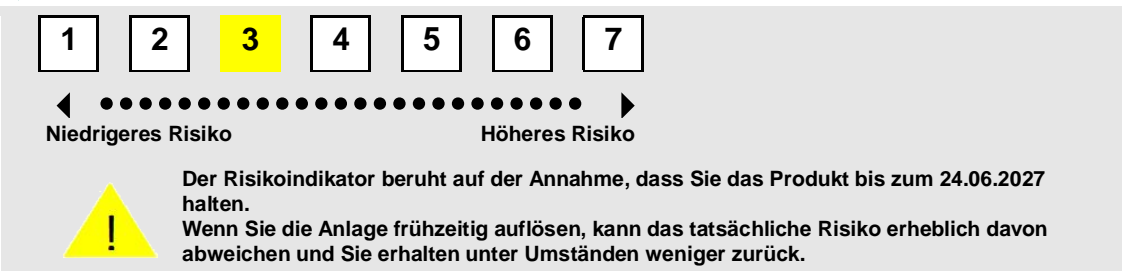 1 2 3 4 5 6 7
Niedrigeres Risiko Höheres Risiko
Der Risikoindikator beruht auf der Annahme, dass Sie das Produkt bis zum 24.06.2027
halten.
Wenn Sie die Anlage frühzeitig auflösen, kann das tatsächliche Risiko erheblich davon
abweichen und Sie erhalten unter Umständen weniger zurück.
!